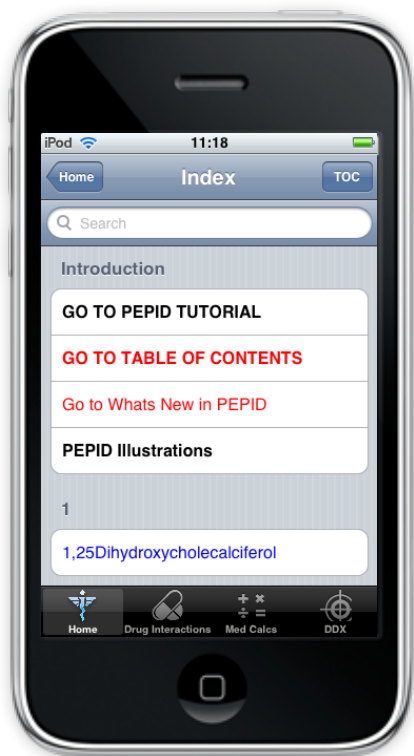 iPod 11:18
Home Index TOC
Search
Introduction
GO TO PEPID TUTORIAL
GO TO TABLE OF CONTENTS
Go to Whats New in PEPID
PEPID Illustrations
1
1,25Dihydroxycholecalciferol
Home Drug Interactions Med Calcs DDX